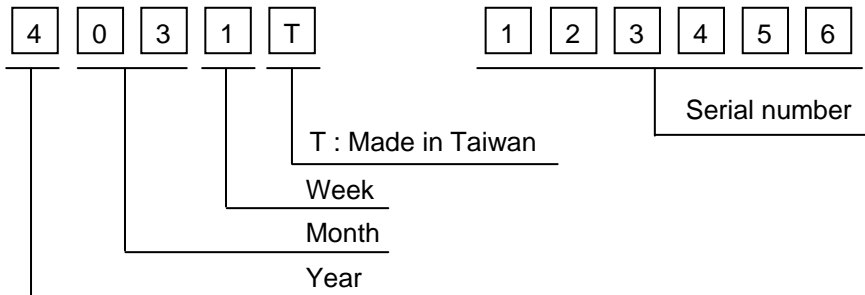 4 0 3 1 T 1 2 3 4 5 6
Serial number
T : Made in Taiwan
Week
Month
Year